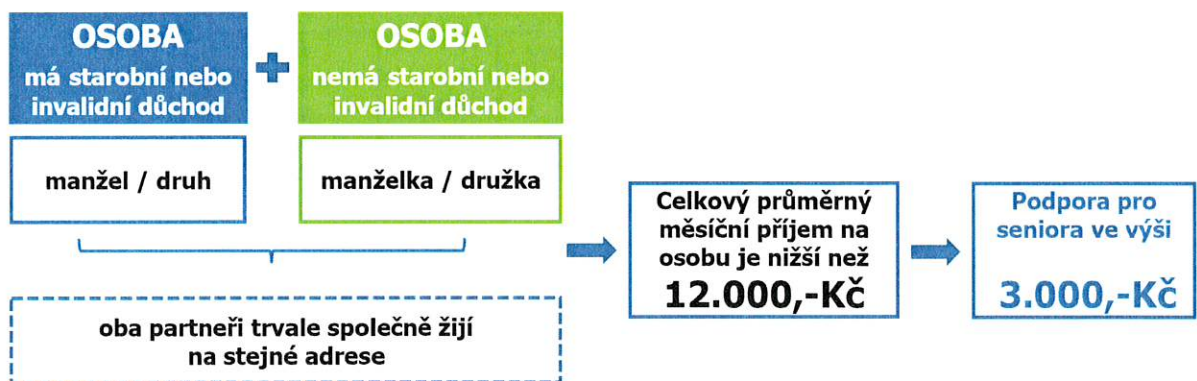 OSOBA
má starobní nebo
invalidní důchod
OSOBA
nemá starobní nebo
invalidní důchod
manžel / druh
manželka / družka
oba partneři trvale společně žijí
na stejné adrese
Celkový průměrný
měsíční příjem na
osobu je nižší než
12.000,-Kč
Podpora pro
seniora ve výši
3.000,-Kč